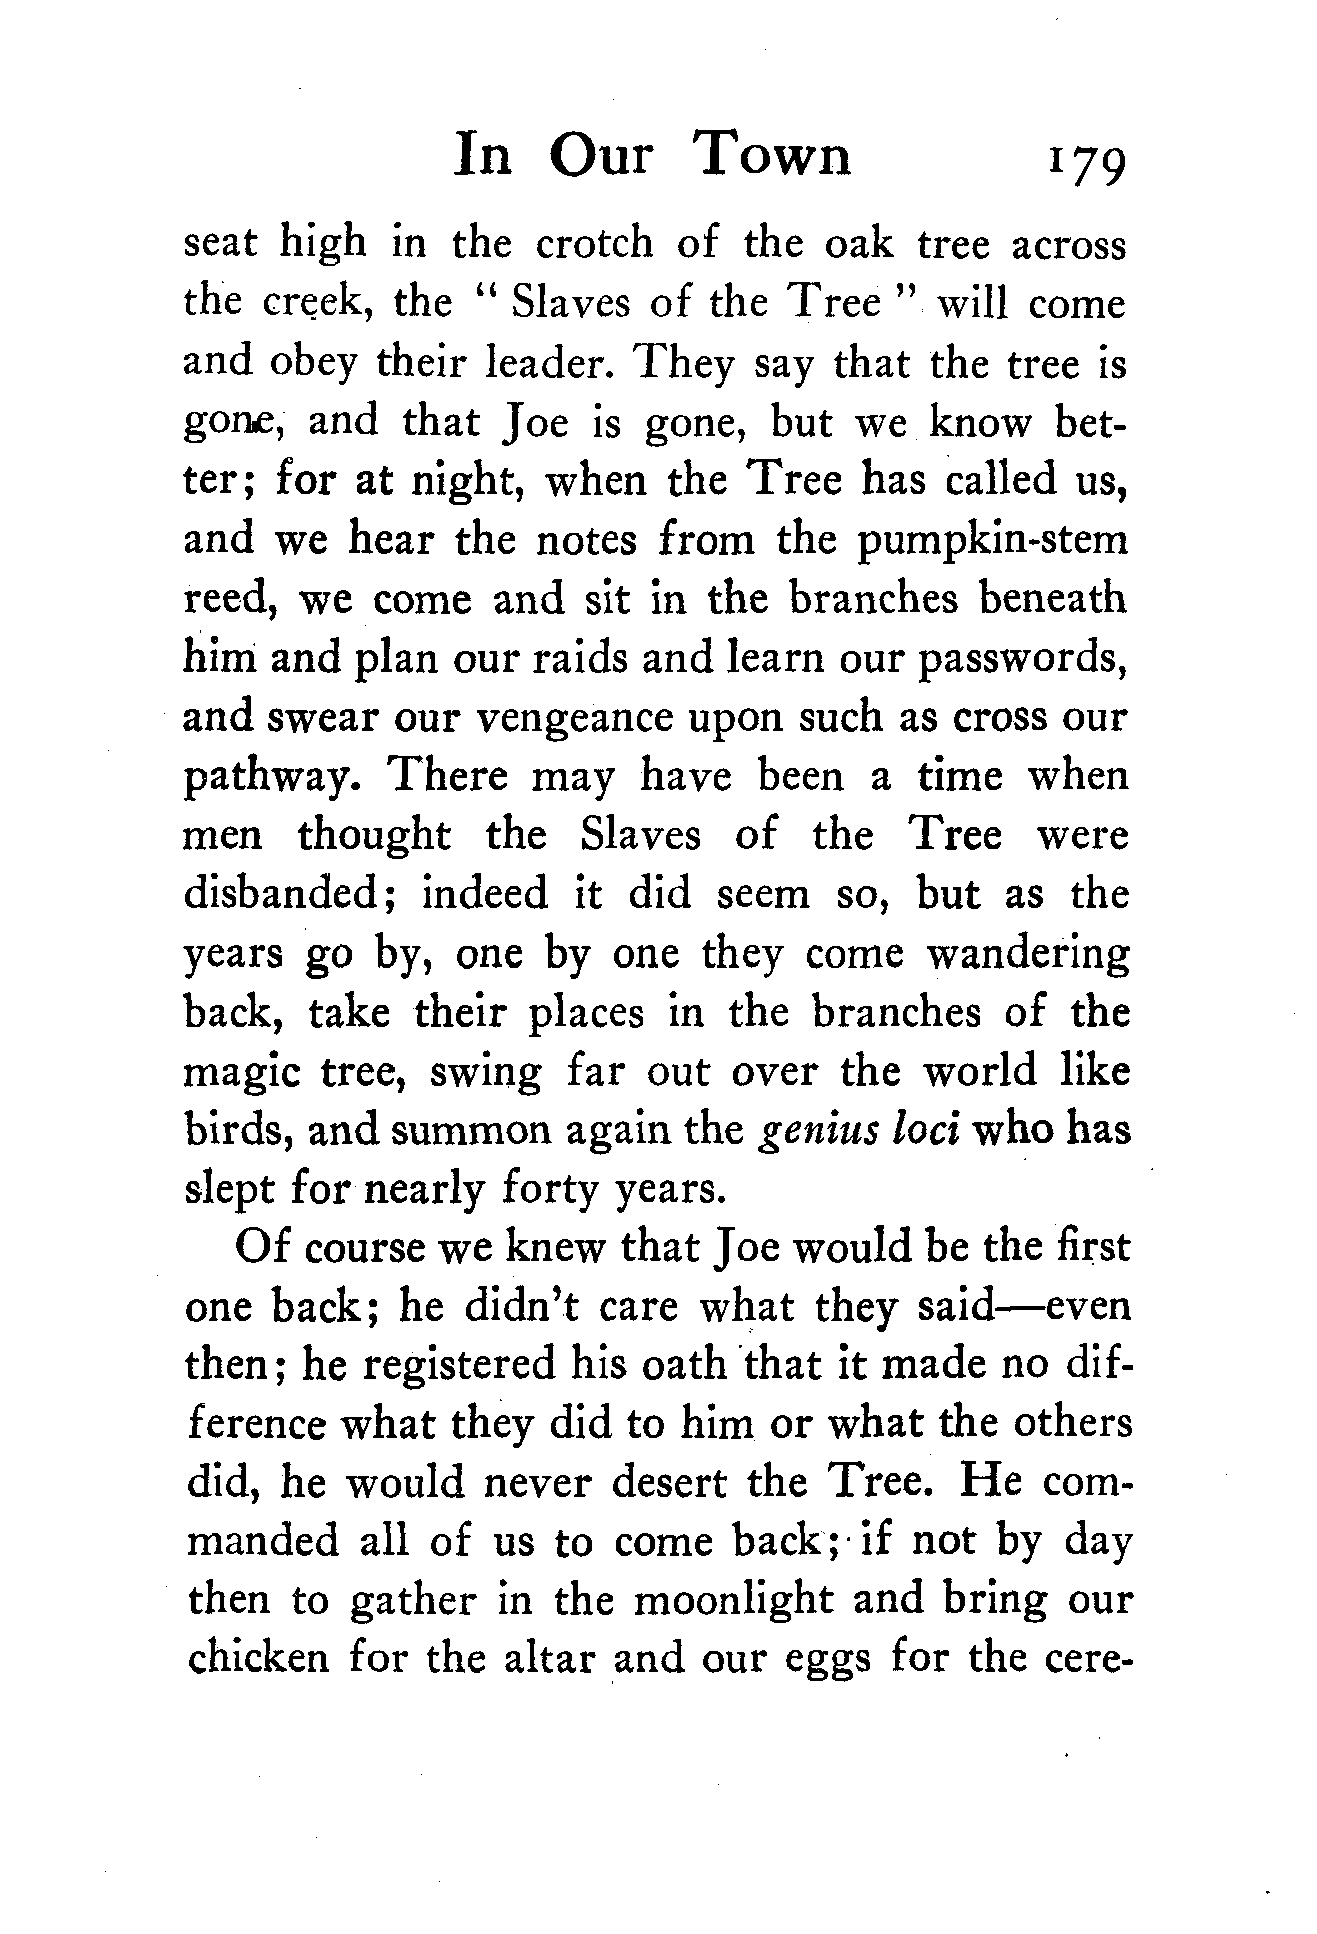 In Our Town 179
seat high in the crotch of the oak tree across
the creek, the " Slaves of the Tree " will come
and obey their leader. They say that the tree is
gone, and that Joe is gone, but we know bet-
ter; for at night, when the Tree has called us,
and we hear the notes from the pumpkin-stem
reed, we come and sit in the branches beneath
him and plan our raids and learn our passwords,
and swear our vengeance upon such as cross our
pathway. There may have been a time when
men thought the Slaves of the Tree were
disbanded; indeed it did seem so, but as the
years go by, one by one they come wandering
back, take their places in the branches of the
magic tree, swing far out over the world like
birds, and summon again the genius loci who has
slept for nearly forty years.
Of course we knew that Joe would be the first
one back; he didn't care what they said—even
then; he registered his oath that it made no dif-
ference what they did to him or what the others
did, he would never desert the Tree. He com-
manded all of us to come back; if not by day
then to gather in the moonlight and bring our
chicken for the altar and our eggs for the cere-